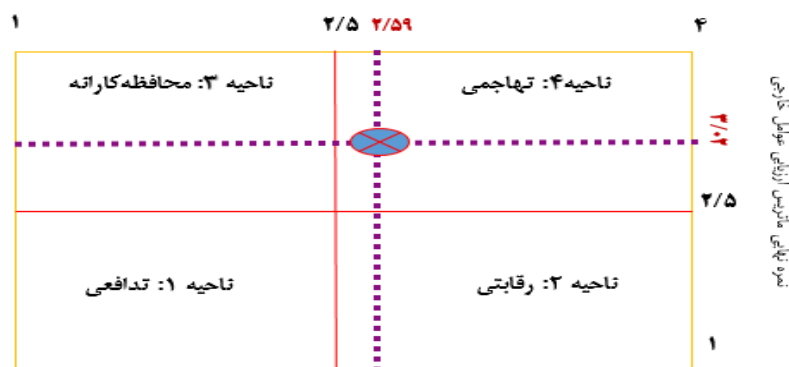 ۱ ۲/۵ ۲/۵۹ ۴
ناحیه۴: تهاجمی
ناحیه ۳: محافظه‌کارانه
۳/۰۲
۲/۵
ناحیه ۲: رقابتی
ناحیه ۱: تدافعی
۱
نمره نهایی ماتریس ارزیابی عوامل خارجی